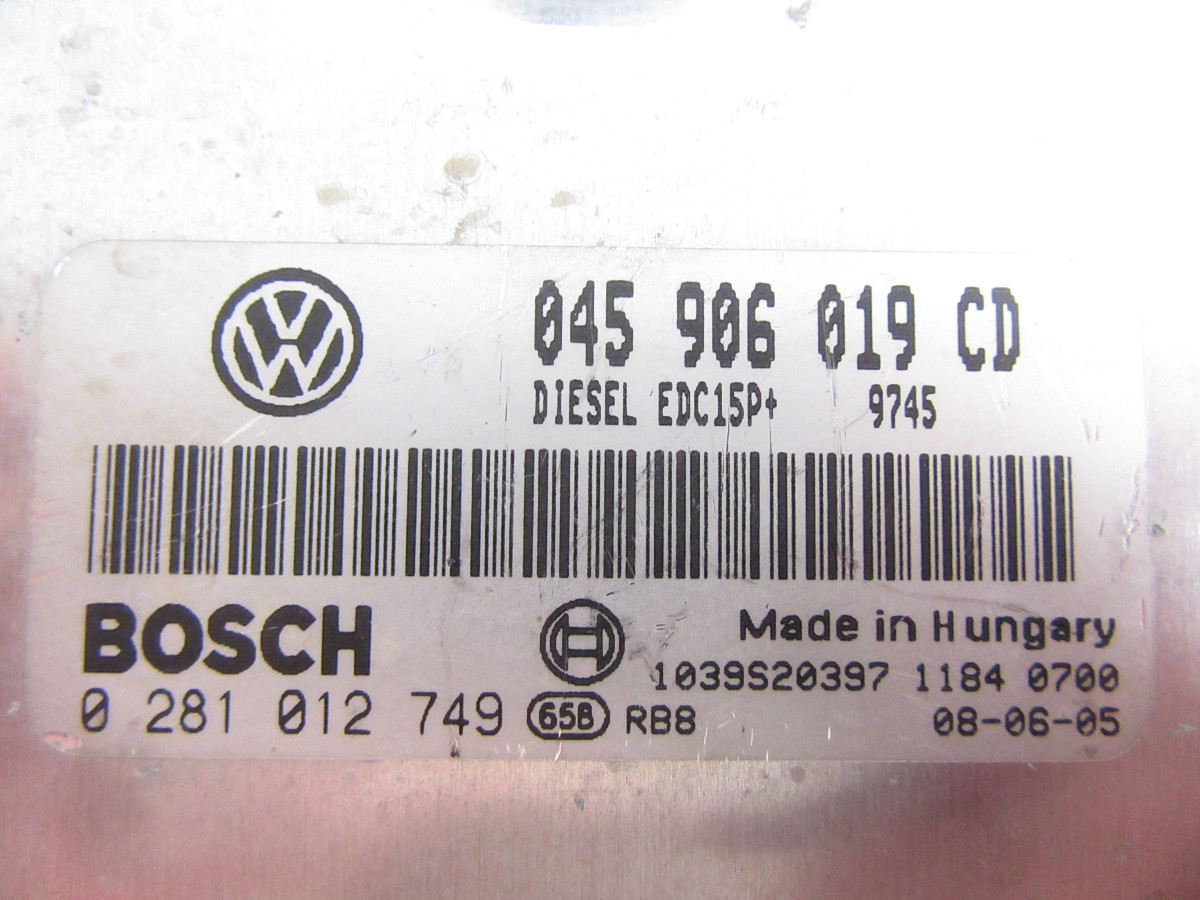 045 906 019 CD
DIESEL EDC15P+ 9745
BOSCH
Made in Hungary
1039S20397 1184 0700
0 281 012 749 65B RB8 08-06-05